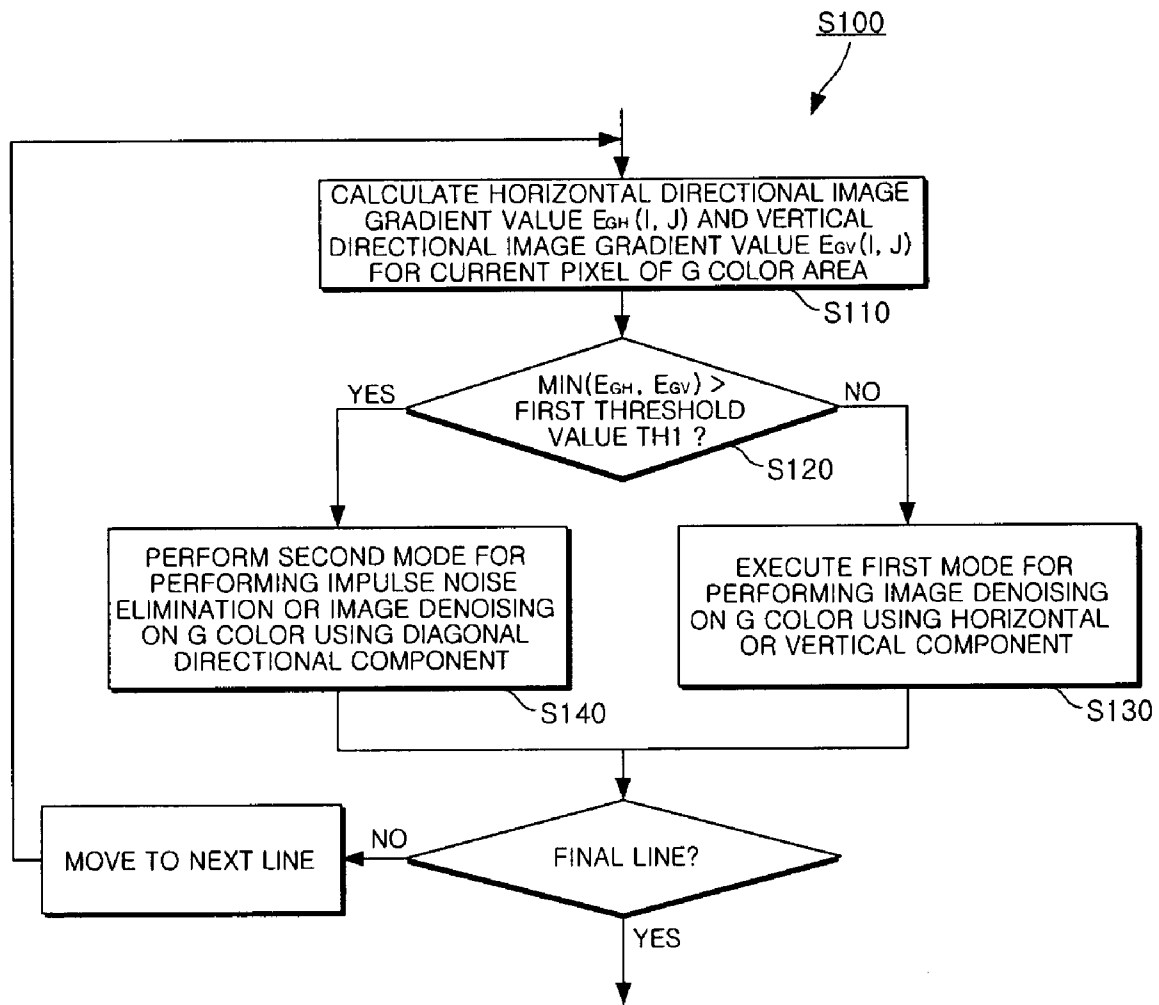 S100
CALCULATE HORIZONTAL DIRECTIONAL IMAGE
GRADIENT VALUE EGH (I, J) AND VERTICAL
DIRECTIONAL IMAGE GRADIENT VALUE EGV(I, J)
FOR CURRENT PIXEL OF G COLOR AREA
S110
MIN(EGH, EGV) >
FIRST THRESHOLD
VALUE TH1 ?
YES
NO
S120
PERFORM SECOND MODE FOR
PERFORMING IMPULSE NOISE
ELIMINATION OR IMAGE DENOISING
ON G COLOR USING DIAGONAL
DIRECTIONAL COMPONENT
S140
EXECUTE FIRST MODE FOR
PERFORMING IMAGE DENOISING
ON G COLOR USING HORIZONTAL
OR VERTICAL COMPONENT
S130
MOVE TO NEXT LINE
NO
FINAL LINE?
YES